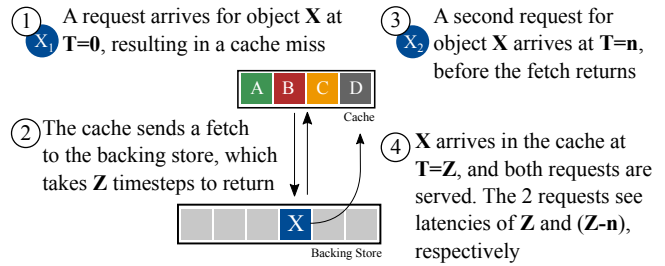 1 A request arrives for object X at
X1 T=0, resulting in a cache miss
3 A second request for
X2 object X arrives at T=n,
before the fetch returns
A B C D
Cache
2 The cache sends a fetch
to the backing store, which
takes Z timesteps to return
4 X arrives in the cache at
T=Z, and both requests are
served. The 2 requests see
latencies of Z and (Z-n),
respectively
X
Backing Store